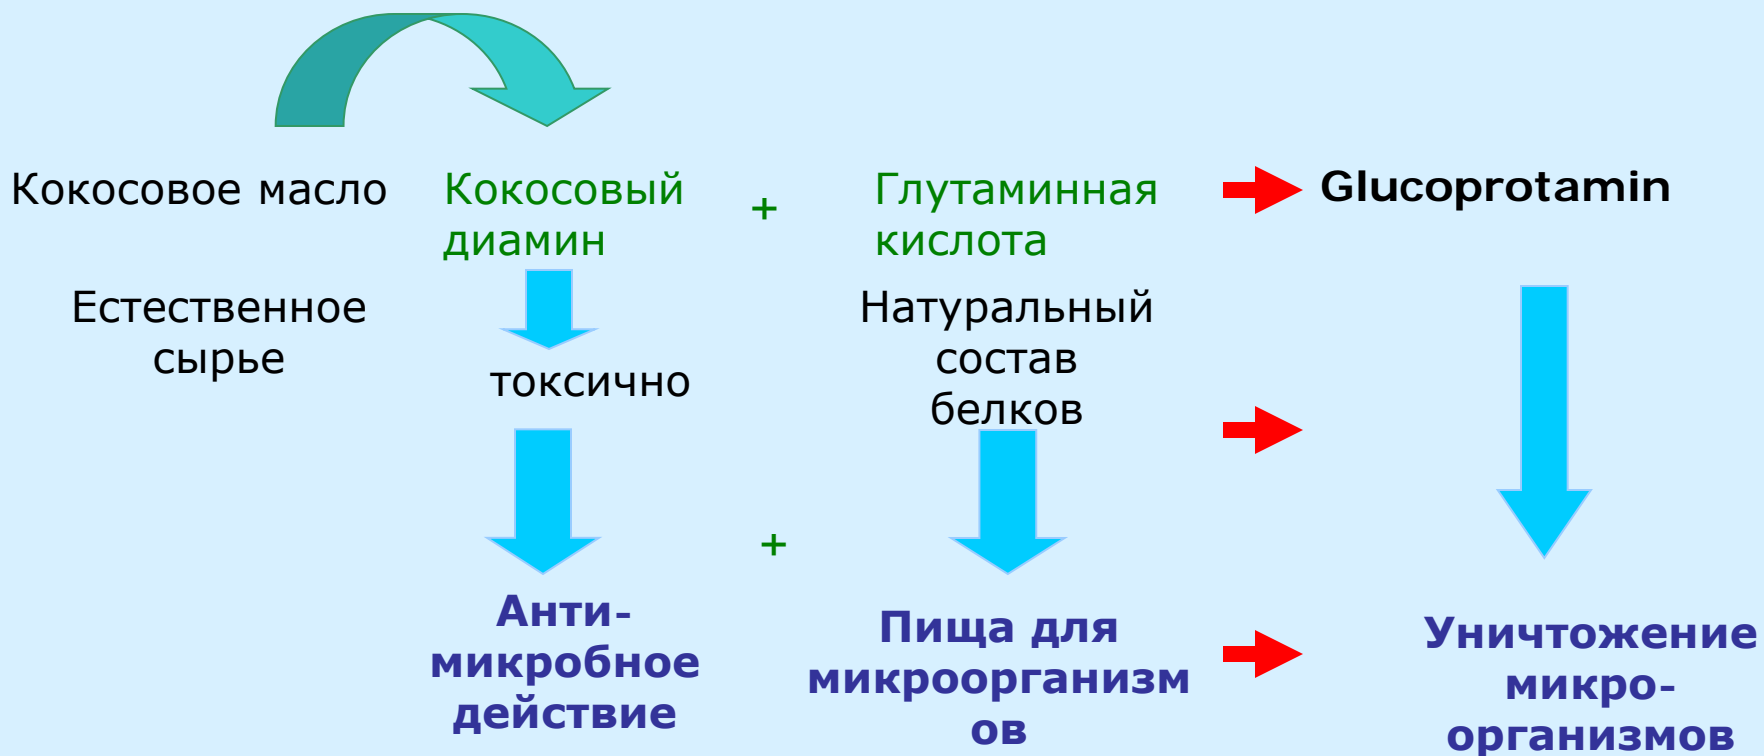 Кокосовое масло
Кокосовый
диамин
+
Глутаминная
кислота
Glucoprotamin
Естественное
сырье
токсично
Натуральный
состав
белков
Анти-
микробное
действие
+
Пища для
микроорганизм
ов
Уничтожение
микро-
организмов